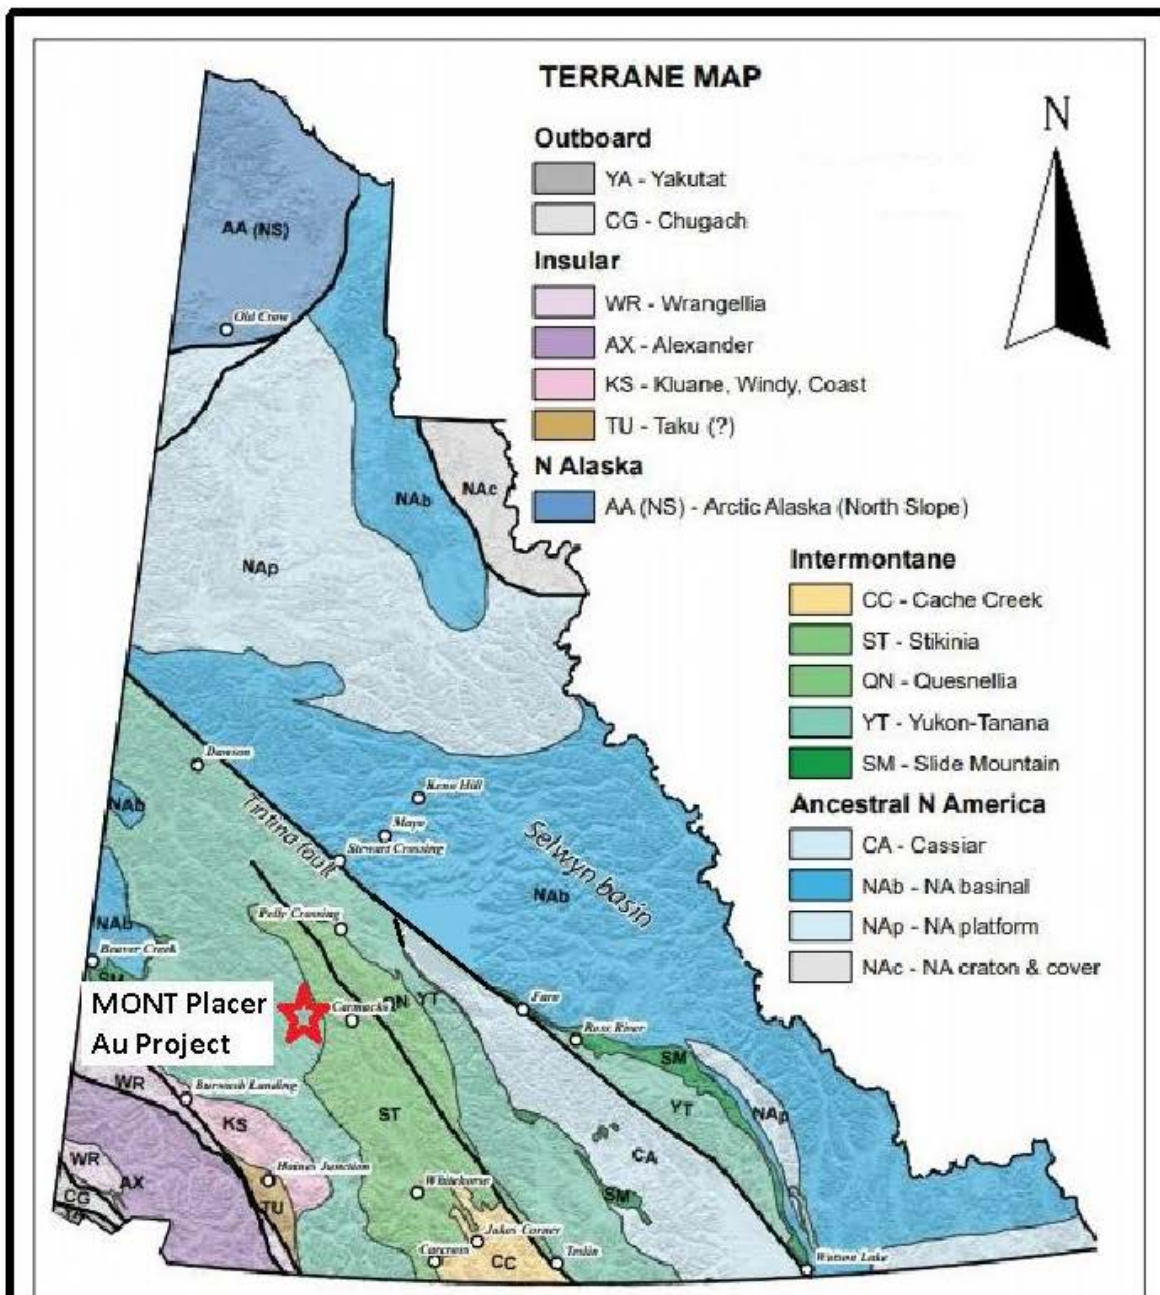 TERRANE MAP
N
Outboard
YA - Yakutat
CG - Chugach
Insular
WR - Wrangellia
AX - Alexander
KS - Kluane, Windy, Coast
TU - Taku (?)
N Alaska
AA (NS) - Arctic Alaska (North Slope)
Intermontane
CC - Cache Creek
ST - Stikinia
QN - Quesnellia
YT - Yukon-Tanana
SM - Slide Mountain
Ancestral N America
CA - Cassiar
NAb - NA basinal
NAp - NA platform
NAc - NA craton & cover
AA (NS)
Old Crow
NAb
NAc
NAp
Dawson
NAb
Keno Hill
Mayo
Stewart Crossing
Tintina fault
Selwyn basin
NAb
Pelly Crossing
NAb
Beaver Creek
SM
MONT Placer
Au Project
Carmacks
QN
YT
Faro
Ross River
SM
WR
Burwash Landing
KS
ST
YT
NAp
CA
WR
AX
Haines Junction
CG
TU
Whitehorse
SM
Jakes Corner
Carcross
CC
Teslin
Watson Lake